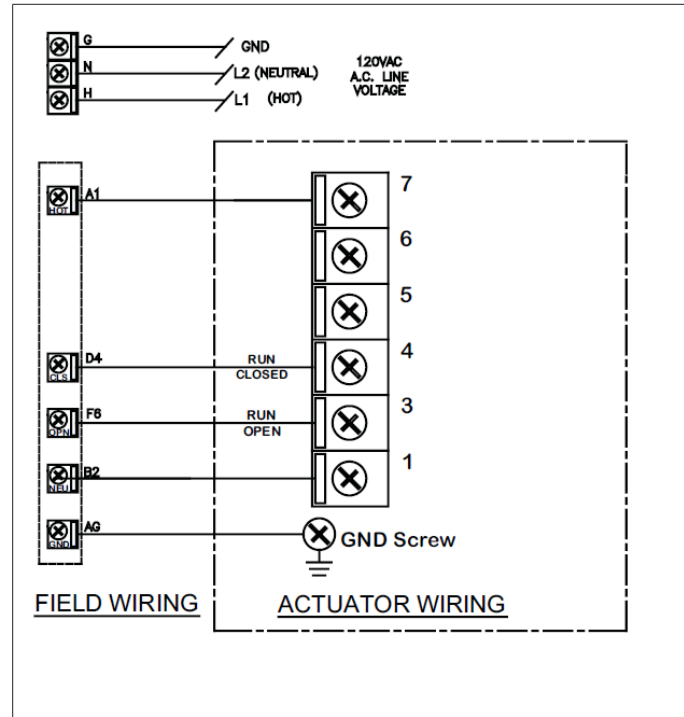 G
GND
N
L2 (NEUTRAL)
H
L1 (HOT)
120VAC
A.C. LINE
VOLTAGE
A1
HOT
7
6
5
D4
CLS
RUN
CLOSED
4
F6
OPN
RUN
OPEN
3
B2
NEU
1
AG
GND
GND Screw
FIELD WIRING
ACTUATOR WIRING